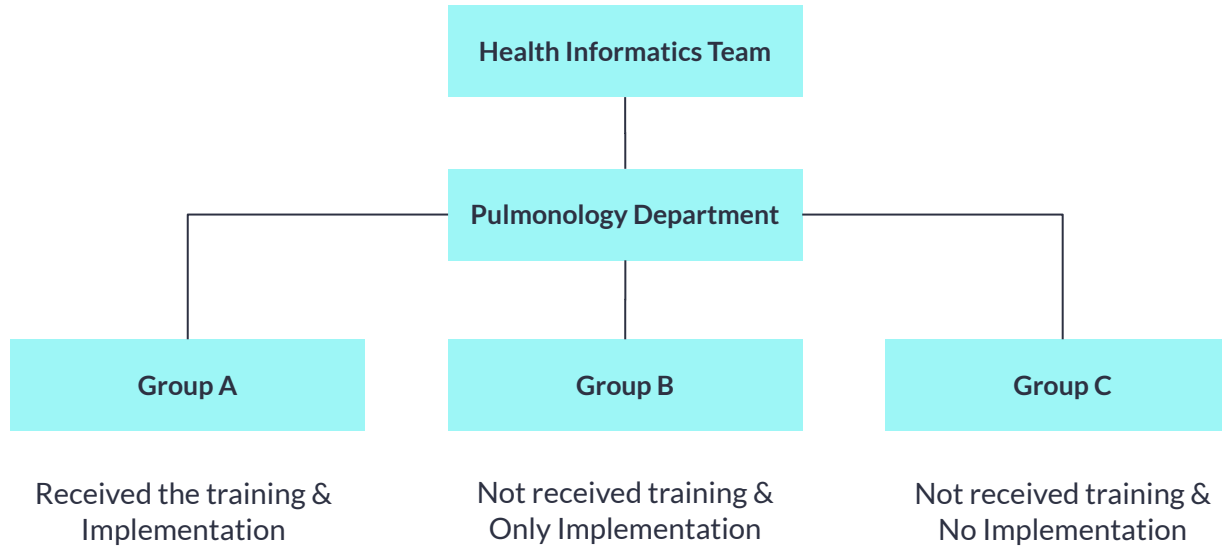 Health Informatics Team
Pulmonology Department
Group A
Group B
Group C
Received the training &
Implementation
Not received training &
Only Implementation
Not received training &
No Implementation